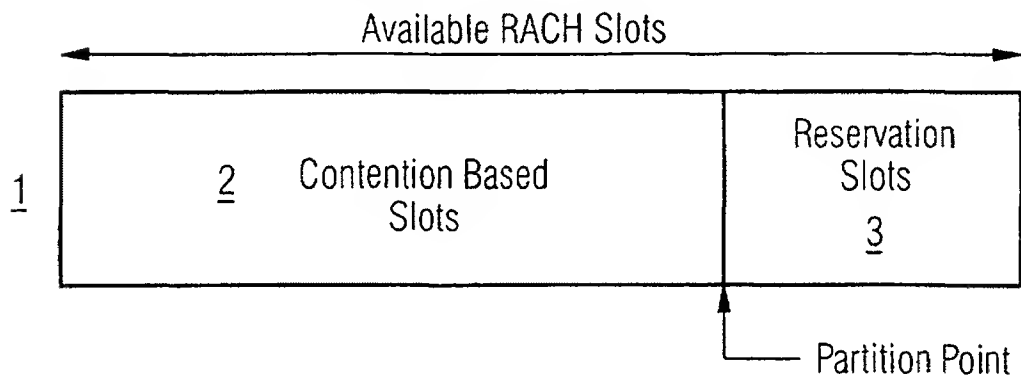 Available RACH Slots
1
2
Contention Based
Slots
Reservation
Slots
3
Partition Point